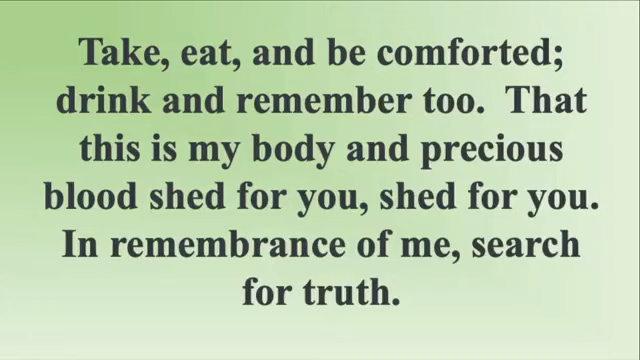 Take, eat, and be comforted;
drink and remember too.  That
this is my body and precious
blood shed for you, shed for you.
In remembrance of me, search
for truth.